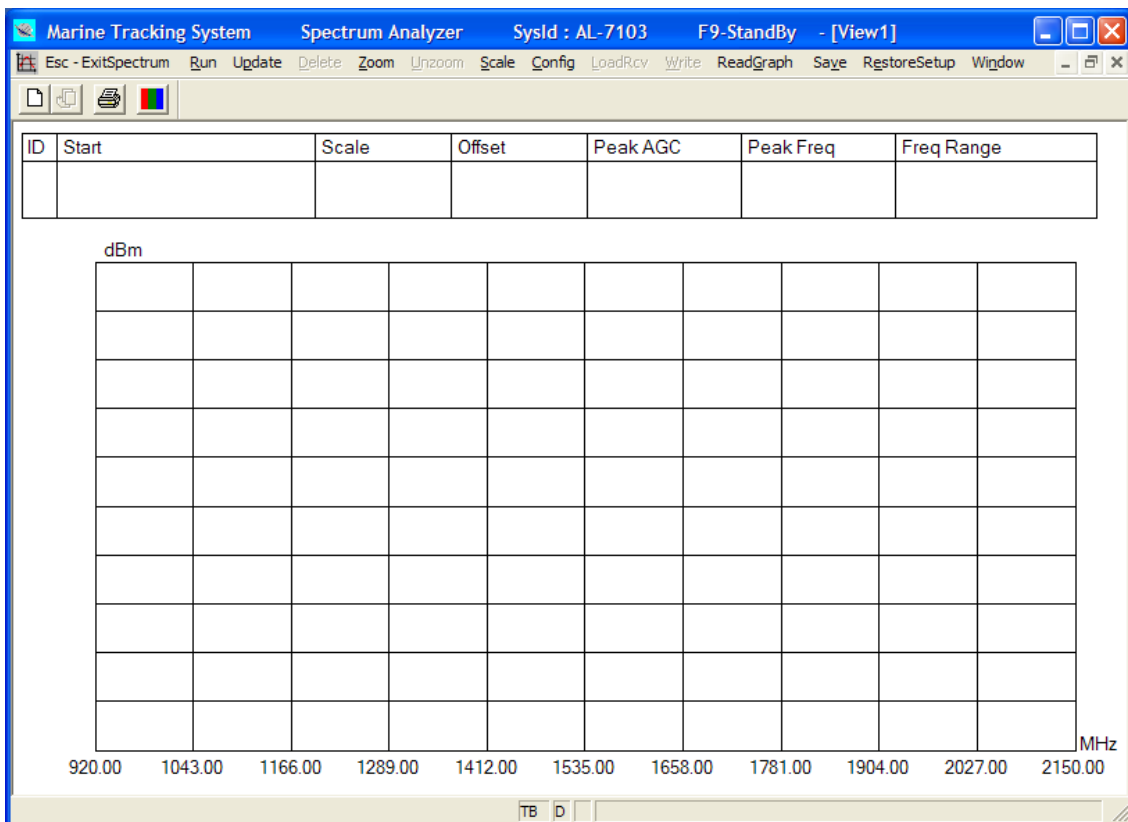 Marine Tracking System Spectrum Analyzer SysId : AL-7103 F9-StandBy - [View1]
Esc - ExitSpectrum Run Update Delete Zoom Unzoom Scale Config LoadRcv Write ReadGraph Save RestoreSetup Window
ID Start Scale Offset Peak AGC Peak Freq Freq Range
dBm
MHz
920.00 1043.00 1166.00 1289.00 1412.00 1535.00 1658.00 1781.00 1904.00 2027.00 2150.00
TB D